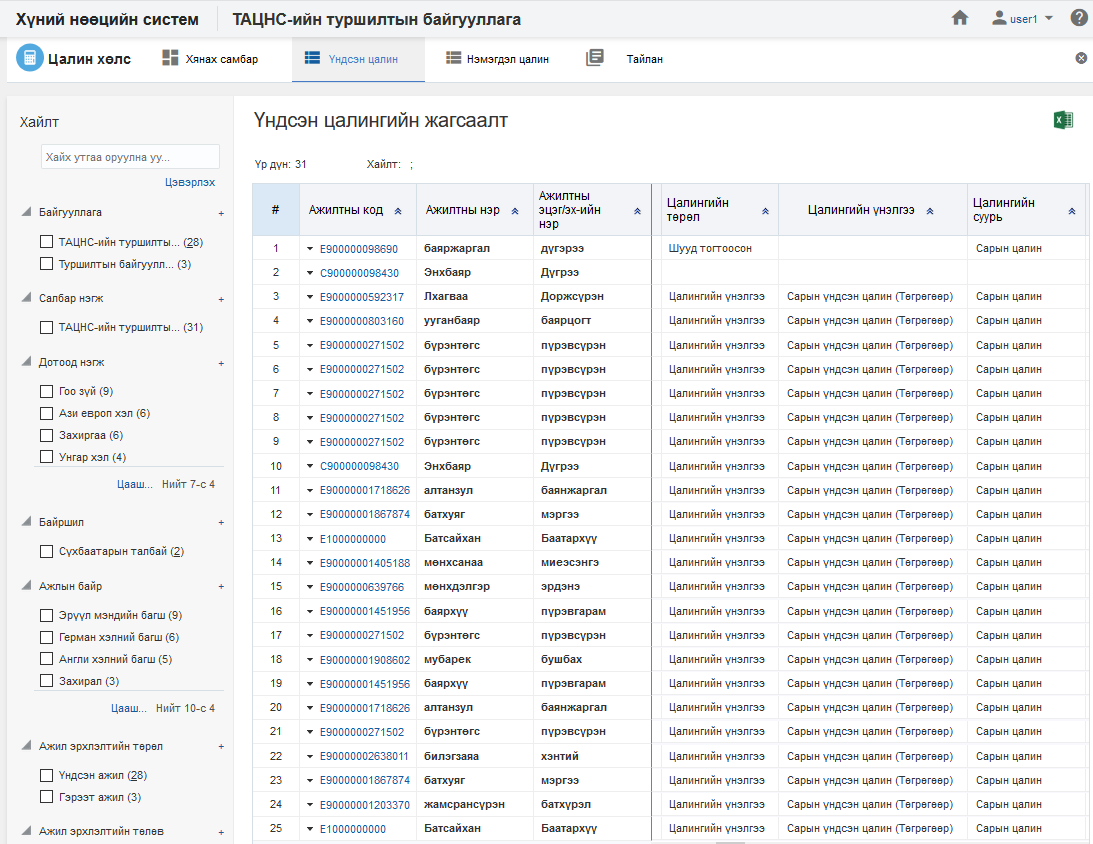 Хүний нөөцийн систем
ТАЦНС-ийн туршилтын байгууллага
user1
Цалин хөлс
Хянах самбар
Үндсэн цалин
Нэмэгдэл цалин
Тайлан
Хайлт
Хайх утгаа оруулна уу...
Цэвэрлэх
Байгууллага +
ТАЦНС-ийн туршилты... (28)
Туршилтын байгуулл... (3)
Салбар нэгж +
ТАЦНС-ийн туршилты... (31)
Дотоод нэгж +
Гоо зүй (9)
Ази европ хэл (6)
Захиргаа (6)
Унгар хэл (4)
Цааш... Нийт 7-с 4
Байршил +
Сүхбаатарын талбай (2)
Ажлын байр +
Эрүүл мэндийн багш (9)
Герман хэлний багш (6)
Англи хэлний багш (5)
Захирал (3)
Цааш... Нийт 10-с 4
Ажил эрхлэлтийн төрөл +
Үндсэн ажил (28)
Гэрээт ажил (3)
Ажил эрхлэлтийн төлөв +
Үндсэн цалингийн жагсаалт
Үр дүн: 31 Хайлт: ;
# Ажилтны код Ажилтны нэр Ажилтны эцэг/эх-ийн нэр Цалингийн төрөл Цалингийн үнэлгээ Цалингийн суурь
1 E900000098690 баяржаргал дүгэрээ Шууд тогтоосон Сарын цалин
2 C900000098430 Энхбаяр Дүгрээ
3 E9000000592317 Лхагваа Доржсүрэн Цалингийн үнэлгээ Сарын үндсэн цалин (Төгрөгөөр) Сарын цалин
4 E9000000803160 ууганбаяр баярцогт Цалингийн үнэлгээ Сарын үндсэн цалин (Төгрөгөөр) Сарын цалин
5 E9000000271502 бүрэнтөгс пүрэвсүрэн Цалингийн үнэлгээ Сарын үндсэн цалин (Төгрөгөөр) Сарын цалин
6 E9000000271502 бүрэнтөгс пүрэвсүрэн Цалингийн үнэлгээ Сарын үндсэн цалин (Төгрөгөөр) Сарын цалин
7 E9000000271502 бүрэнтөгс пүрэвсүрэн Цалингийн үнэлгээ Сарын үндсэн цалин (Төгрөгөөр) Сарын цалин
8 E9000000271502 бүрэнтөгс пүрэвсүрэн Цалингийн үнэлгээ Сарын үндсэн цалин (Төгрөгөөр) Сарын цалин
9 E9000000271502 бүрэнтөгс пүрэвсүрэн Цалингийн үнэлгээ Сарын үндсэн цалин (Төгрөгөөр) Сарын цалин
10 C900000098430 Энхбаяр Дүгрээ Цалингийн үнэлгээ Сарын үндсэн цалин (Төгрөгөөр) Сарын цалин
11 E90000001718626 алтанзул баянжаргал Цалингийн үнэлгээ Сарын үндсэн цалин (Төгрөгөөр) Сарын цалин
12 E90000001867874 батхуяг мэргээ Цалингийн үнэлгээ Сарын үндсэн цалин (Төгрөгөөр) Сарын цалин
13 E1000000000 Батсайхан Баатархүү Цалингийн үнэлгээ Сарын үндсэн цалин (Төгрөгөөр) Сарын цалин
14 E90000001405188 мөнхсанаа миеэсэнгэ Цалингийн үнэлгээ Сарын үндсэн цалин (Төгрөгөөр) Сарын цалин
15 E9000000639766 мөнхдэлгэр эрдэнэ Цалингийн үнэлгээ Сарын үндсэн цалин (Төгрөгөөр) Сарын цалин
16 E90000001451956 баярхүү пүрэвгарам Цалингийн үнэлгээ Сарын үндсэн цалин (Төгрөгөөр) Сарын цалин
17 E9000000271502 бүрэнтөгс пүрэвсүрэн Цалингийн үнэлгээ Сарын үндсэн цалин (Төгрөгөөр) Сарын цалин
18 E90000001908602 мубарек бушбах Цалингийн үнэлгээ Сарын үндсэн цалин (Төгрөгөөр) Сарын цалин
19 E90000001451956 баярхүү пүрэвгарам Цалингийн үнэлгээ Сарын үндсэн цалин (Төгрөгөөр) Сарын цалин
20 E90000001718626 алтанзул баянжаргал Цалингийн үнэлгээ Сарын үндсэн цалин (Төгрөгөөр) Сарын цалин
21 E9000000271502 бүрэнтөгс пүрэвсүрэн Цалингийн үнэлгээ Сарын үндсэн цалин (Төгрөгөөр) Сарын цалин
22 E90000002638011 билэгзаяа хэнтий Цалингийн үнэлгээ Сарын үндсэн цалин (Төгрөгөөр) Сарын цалин
23 E90000001867874 батхуяг мэргээ Цалингийн үнэлгээ Сарын үндсэн цалин (Төгрөгөөр) Сарын цалин
24 E90000001203370 жамсрансүрэн батхүрэл Цалингийн үнэлгээ Сарын үндсэн цалин (Төгрөгөөр) Сарын цалин
25 E1000000000 Батсайхан Баатархүү Цалингийн үнэлгээ Сарын үндсэн цалин (Төгрөгөөр) Сарын цалин